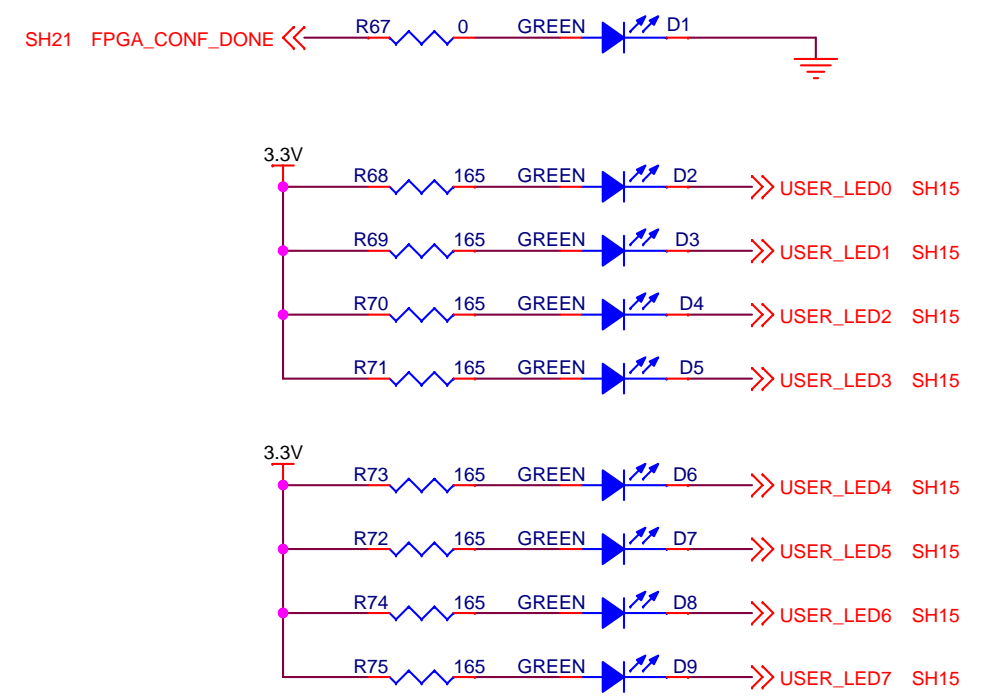 SH21 FPGA_CONF_DONE R67 0 GREEN D1
3.3V
R68 165 GREEN D2 USER_LED0 SH15
R69 165 GREEN D3 USER_LED1 SH15
R70 165 GREEN D4 USER_LED2 SH15
R71 165 GREEN D5 USER_LED3 SH15
3.3V
R73 165 GREEN D6 USER_LED4 SH15
R72 165 GREEN D7 USER_LED5 SH15
R74 165 GREEN D8 USER_LED6 SH15
R75 165 GREEN D9 USER_LED7 SH15